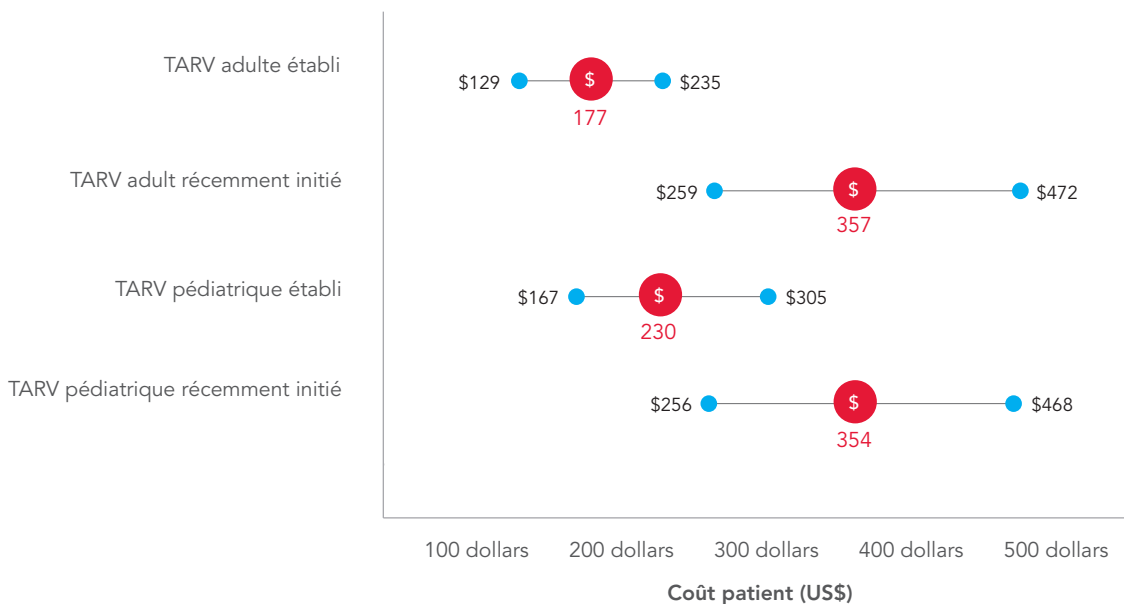 TARV adulte établi
$129 $ $235
177
TARV adult récemment initié
$259 $ $472
357
TARV pédiatrique établi
$167 $ $305
230
TARV pédiatrique récemment initié
$256 $ $468
354
100 dollars 200 dollars 300 dollars 400 dollars 500 dollars
Coût patient (US$)